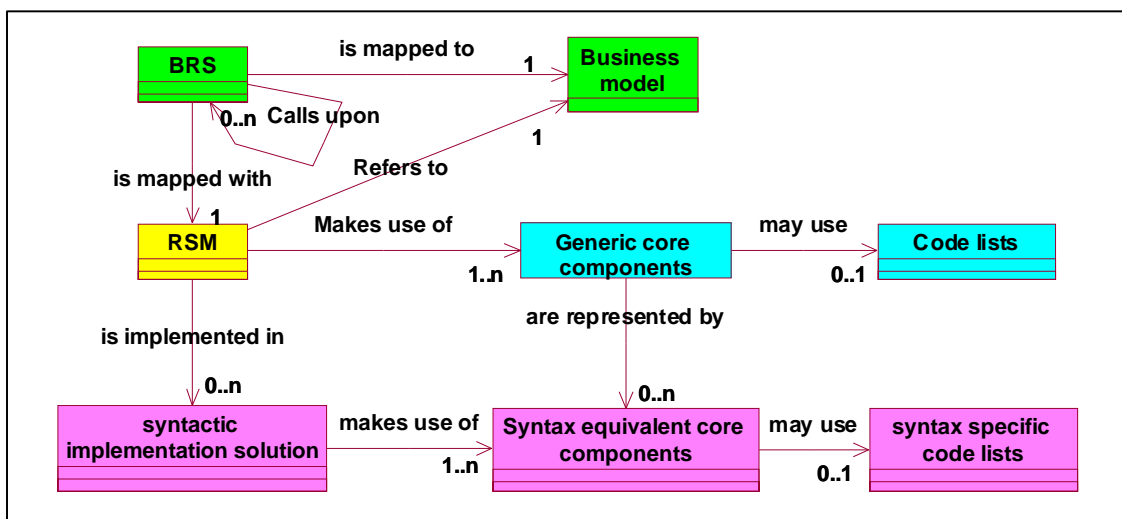 BRS
is mapped to
1
Business
model
0..n
Calls upon
1
is mapped with
Refers to
1
RSM
Makes use of
1..n
Generic core
components
may use
0..1
Code lists
is implemented in
are represented by
0..n
0..n
syntactic
implementation solution
makes use of
1..n
Syntax equivalent core
components
may use
0..1
syntax specific
code lists